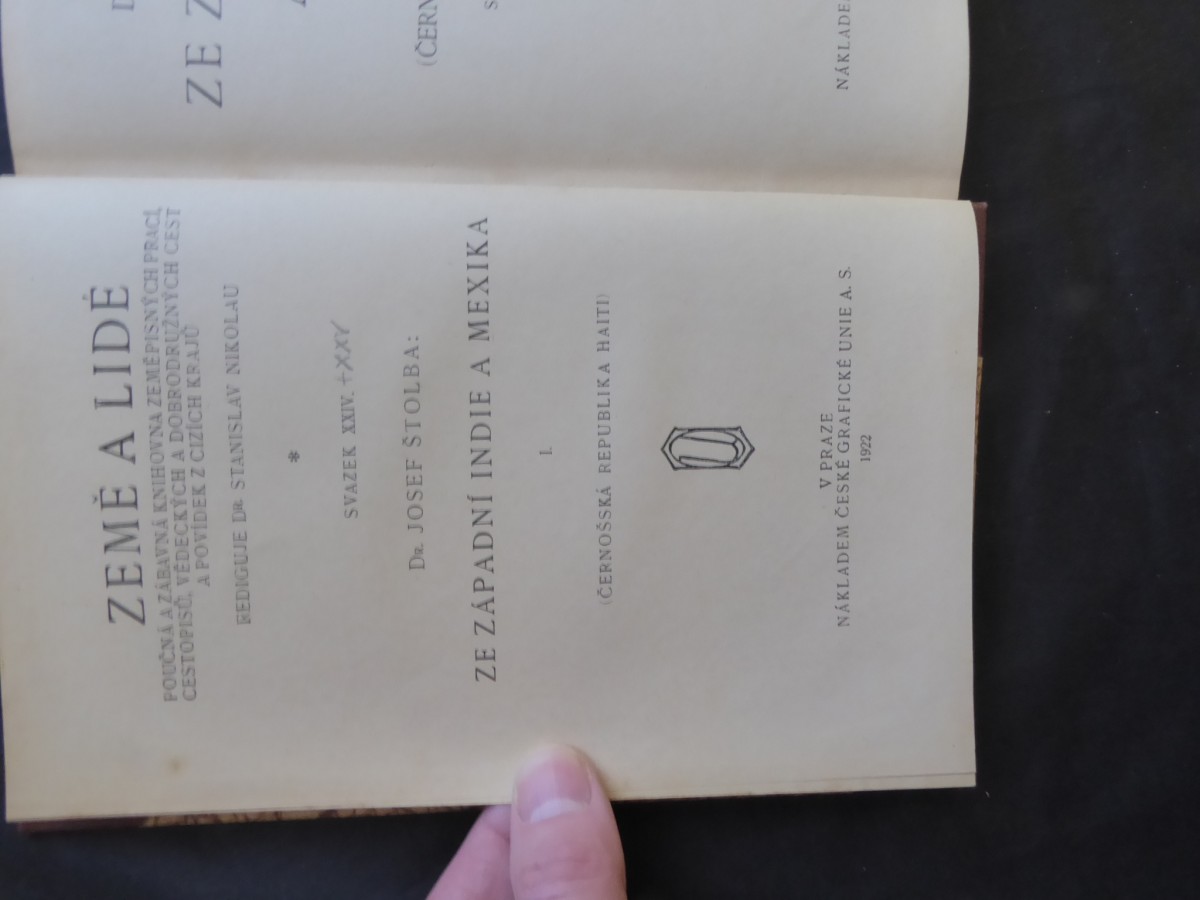 ZEMĚ A LIDÉ
POUČNÁ A ZÁBAVNÁ KNIHOVNA ZEMĚPISNÝCH PRACÍ,
CESTOPISŮ, VĚDECKÝCH A DOBRODRUŽNÝCH CEST
A POVÍDEK Z CIZÍCH KRAJŮ
REDIGUJE DR. STANISLAV NIKOLAU
*
SVAZEK XXIV. + XXV
DR. JOSEF ŠTOLBA:
ZE ZÁPADNÍ INDIE A MEXIKA
I.
(ČERNOŠSKÁ REPUBLIKA HAITI)
V PRAZE
NÁKLADEM ČESKÉ GRAFICKÉ UNIE A. S.
1922
D
ZE Z
(ČERN
S
NÁKLADEM